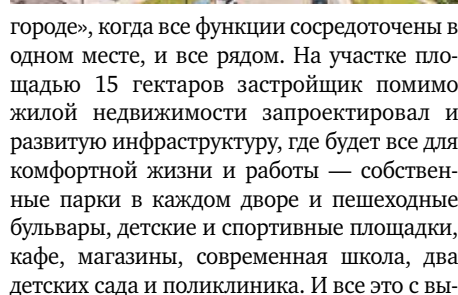 городе», когда все функции сосредоточены в
одном месте, и все рядом. На участке пло-
щадью 15 гектаров застройщик помимо
жилой недвижимости запроектировал и
развитую инфраструктуру, где будет все для
комфортной жизни и работы — собствен-
ные парки в каждом дворе и пешеходные
бульвары, детские и спортивные площадки,
кафе, магазины, современная школа, два
детских сада и поликлиника. И все это с вы-